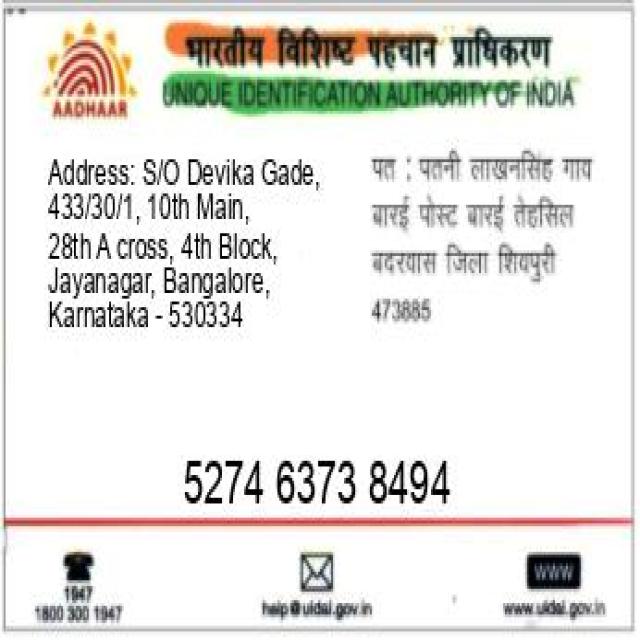 भारतीय विशिष्ट पहचान प्राधिकरण
UNIQUE IDENTIFICATION AUTHORITY OF INDIA
AADHAAR
Address: S/O Devika Gade,
433/30/1, 10th Main,
28th A cross, 4th Block,
Jayanagar, Bangalore,
Karnataka - 530334
पत : पतनी लाखनसिंह गाय
बारई पोस्ट बारई तेहसिल
बदरवास जिला शिवपुरी
473885
5274 6373 8494
1947
1800 300 1947
help@uidai.gov.in
WWW
www.uidai.gov.in